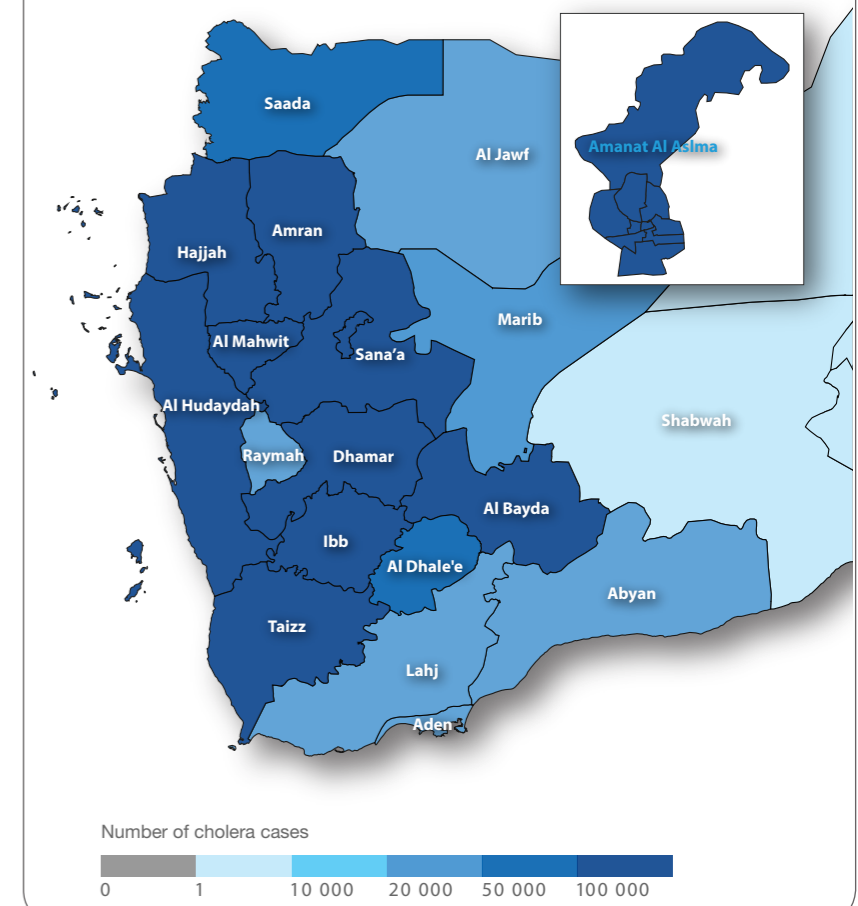 Saada
Al Jawf
Amanat Al Aslma
Amran
Hajjah
Marib
Al Mahwit
Sana'a
Al Hudaydah
Shabwah
Raymah
Dhamar
Al Bayda
Ibb
Al Dhale'e
Abyan
Taizz
Lahj
Aden
Number of cholera cases
0 1 10 000 20 000 50 000 100 000